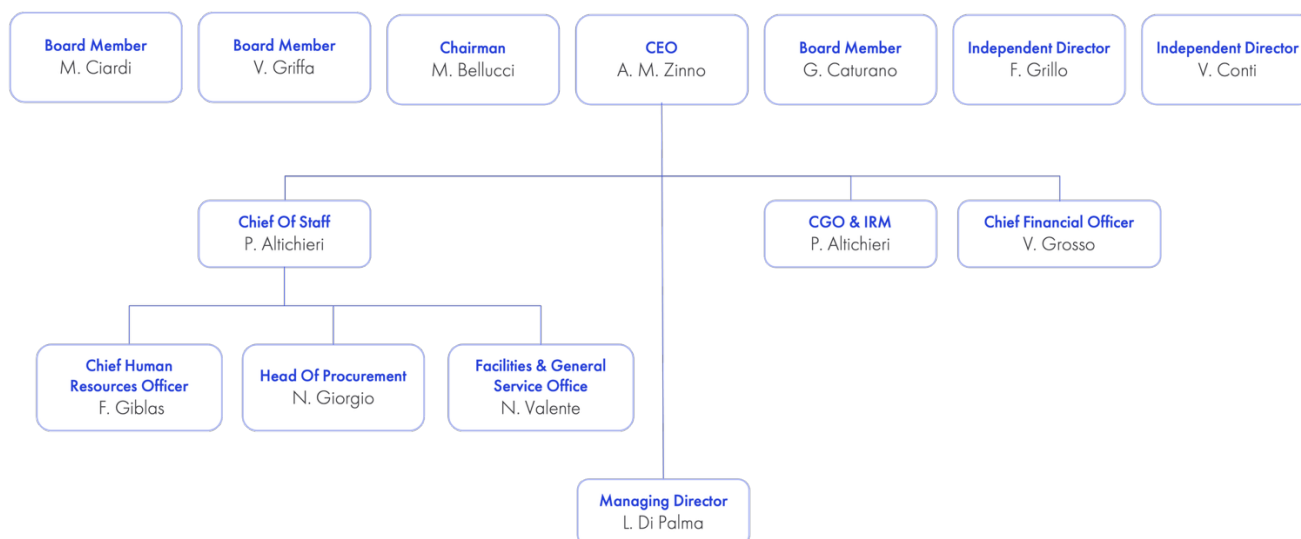 Board Member
M. Ciardi
Board Member
V. Griffa
Chairman
M. Bellucci
CEO
A. M. Zinno
Board Member
G. Caturano
Independent Director
F. Grillo
Independent Director
V. Conti
Chief Of Staff
P. Altichieri
CGO & IRM
P. Altichieri
Chief Financial Officer
V. Grosso
Chief Human
Resources Officer
F. Giblas
Head Of Procurement
N. Giorgio
Facilities & General
Service Office
N. Valente
Managing Director
L. Di Palma